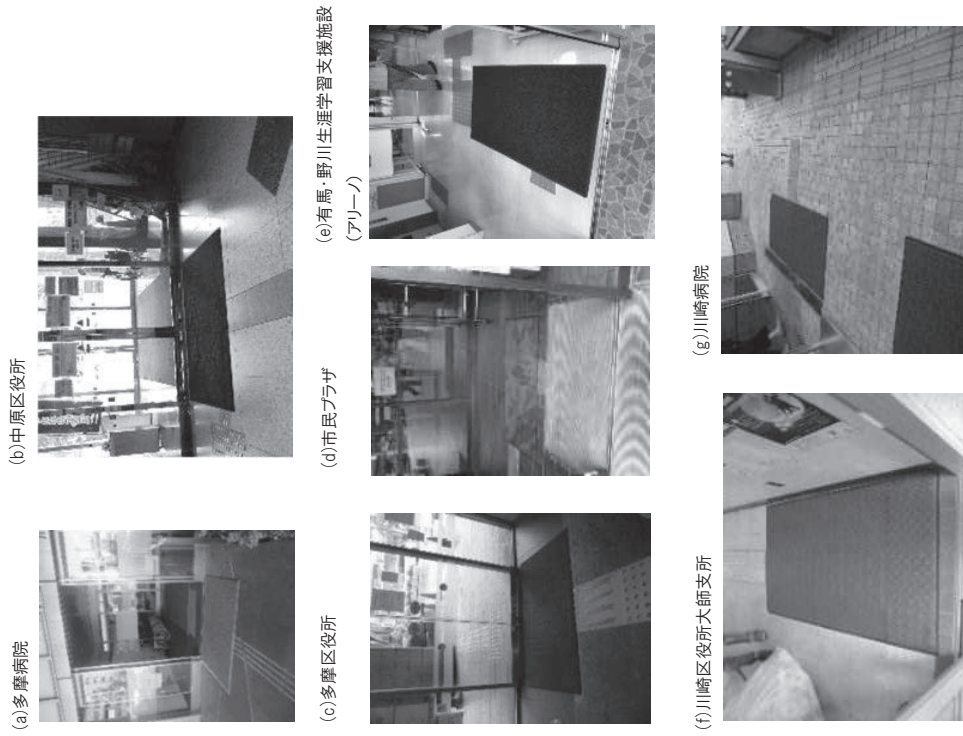 (a)多摩病院
(b)中原区役所
(c)多摩区役所
(d)市民プラザ
(e)有馬・野川生涯学習支援施設
(アリーノ)
(f)川崎区役所大師支所
(g)川崎病院